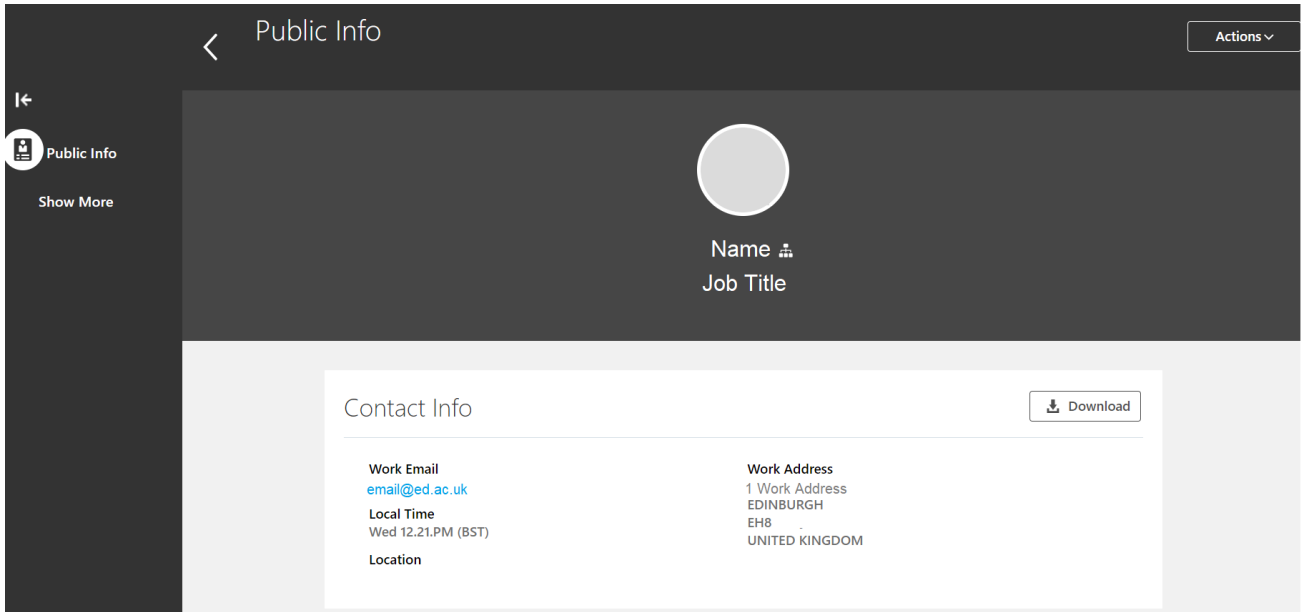 Public Info
Actions
Public Info
Show More
Name
Job Title
Contact Info
Download
Work Email
email@ed.ac.uk
Local Time
Wed 12.21.PM (BST)
Location
Work Address
1 Work Address
EDINBURGH
EH8
UNITED KINGDOM